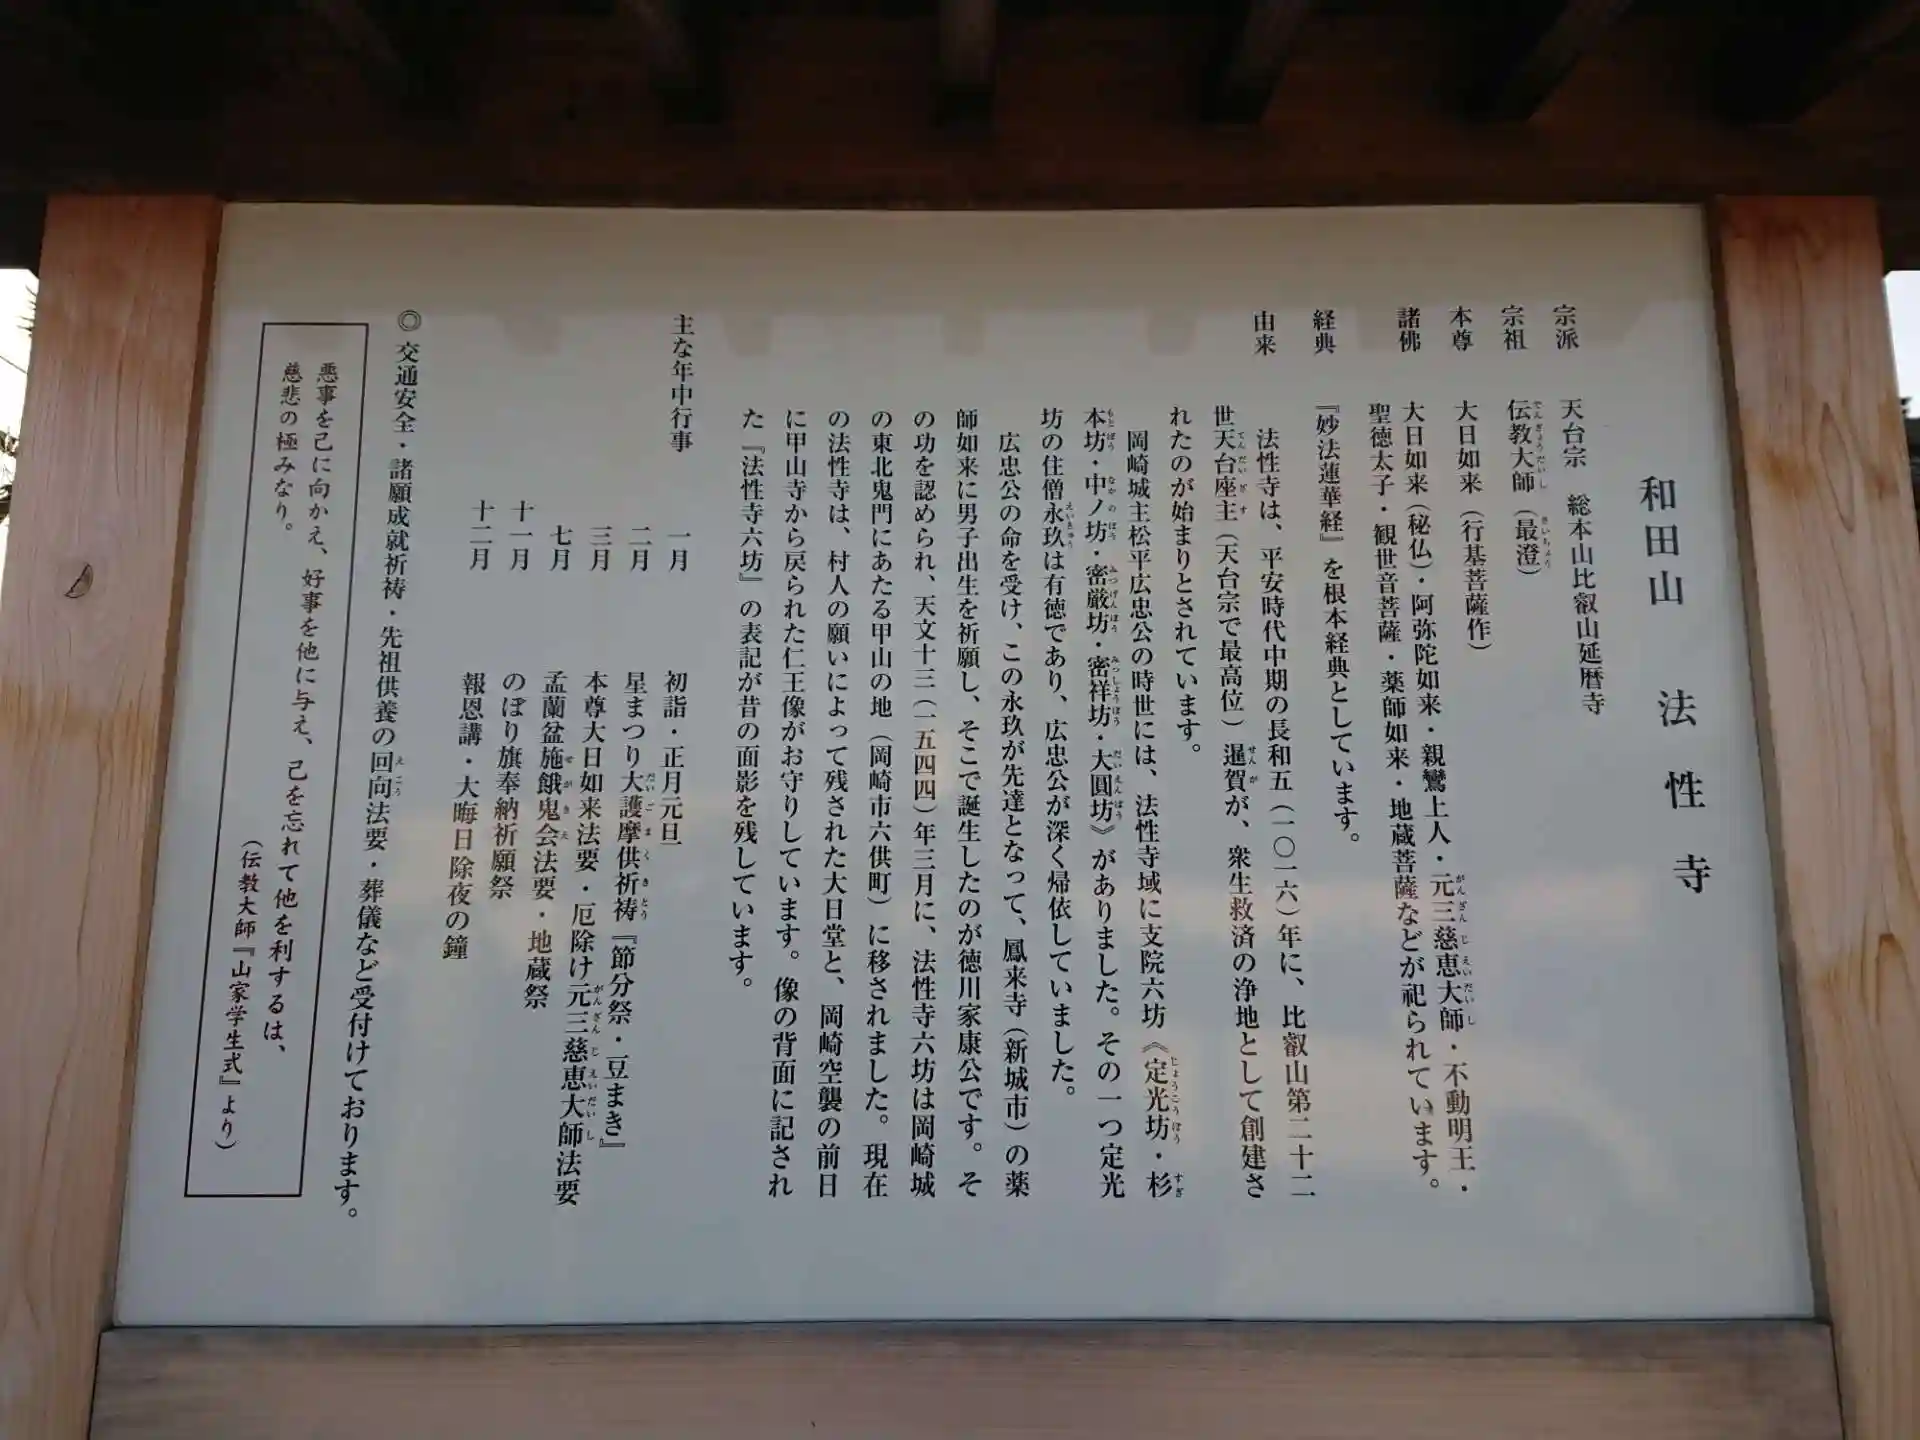 和田山 法性寺
宗派 天台宗 総本山比叡山延暦寺
宗祖 伝教大師（最澄）
本尊 大日如来（行基菩薩作）
諸佛 大日如来（秘仏）・阿弥陀如来・親鸞上人・元三慈恵大師・不動明王・
聖徳太子・観世音菩薩・薬師如来・地蔵菩薩などが祀られています。
経典 『妙法蓮華経』を根本経典としています。
由来 法性寺は、平安時代中期の長和五（一〇一六）年に、比叡山第二十二
世天台座主（天台宗で最高位）暹賀が、衆生救済の浄地として創建さ
れたのが始まりとされています。
岡崎城主松平広忠公の時世には、法性寺域に支院六坊《定光坊・杉
本坊・中ノ坊・密厳坊・密祥坊・大圓坊》がありました。その一つ定光
坊の住僧永玖は有徳であり、広忠公が深く帰依していました。
広忠公の命を受け、この永玖が先達となって、鳳来寺（新城市）の薬
師如来に男子出生を祈願し、そこで誕生したのが徳川家康公です。そ
の功を認められ、天文十三（一五四四）年三月に、法性寺六坊は岡崎城
の東北鬼門にあたる甲山の地（岡崎市六供町）に移されました。現在
の法性寺は、村人の願いによって残された大日堂と、岡崎空襲の前日
に甲山寺から戻られた仁王像がお守りしています。像の背面に記され
た『法性寺六坊』の表記が昔の面影を残しています。
主な年中行事
一月 初詣・正月元旦
二月 星まつり大護摩供祈祷『節分祭・豆まき』
三月 本尊大日如来法要・厄除け元三慈恵大師法要
七月 孟蘭盆施餓鬼会法要・地蔵祭
十一月 のぼり旗奉納祈願祭
十二月 報恩講・大晦日除夜の鐘
◎交通安全・諸願成就祈祷・先祖供養の回向法要・葬儀など受付けております。
悪事を己に向かえ、好事を他に与え、己を忘れて他を利するは、
慈悲の極みなり。
（伝教大師『山家学生式』より）